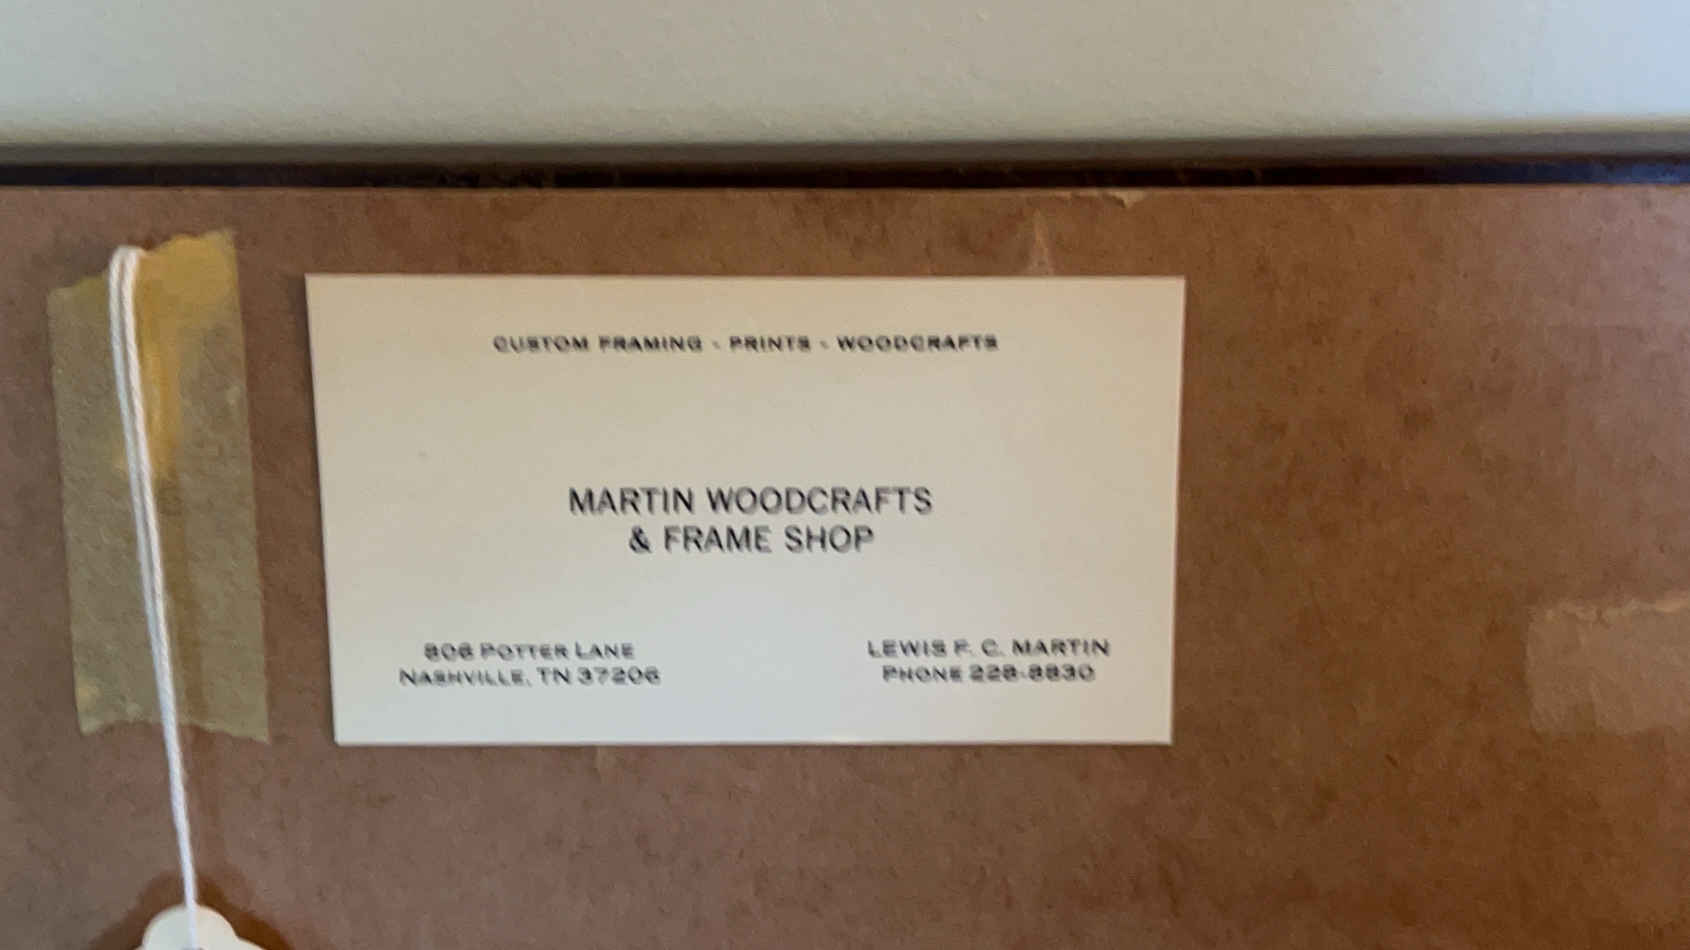 CUSTOM FRAMING - PRINTS - WOODCRAFTS
MARTIN WOODCRAFTS
& FRAME SHOP
806 POTTER LANE
NASHVILLE, TN 37206
LEWIS F. C. MARTIN
PHONE 228-8830